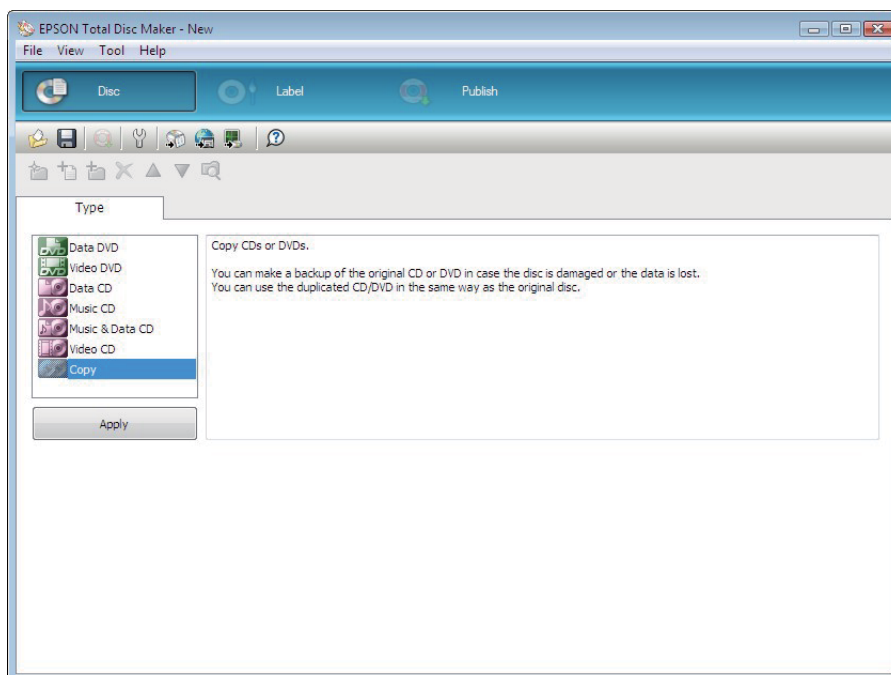 EPSON Total Disc Maker - New
File View Tool Help
Disc Label Publish
Type
Data DVD
Video DVD
Data CD
Music CD
Music & Data CD
Video CD
Copy
Apply
Copy CDs or DVDs.
You can make a backup of the original CD or DVD in case the disc is damaged or the data is lost.
You can use the duplicated CD/DVD in the same way as the original disc.